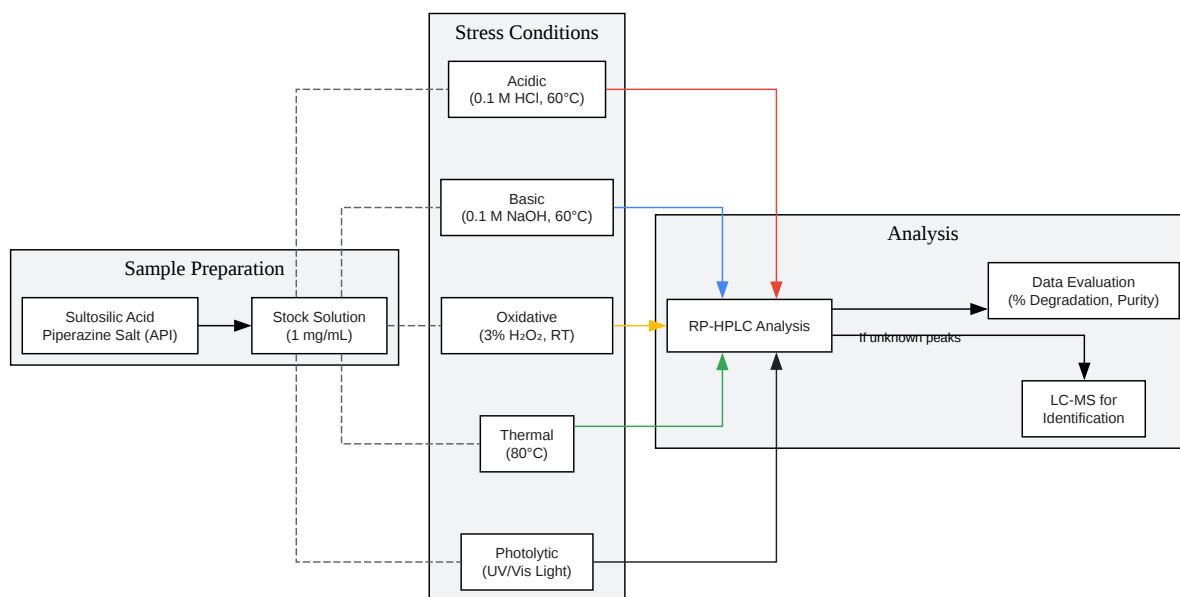 Stress Conditions
Acidic
(0.1 M HCl, 60°C)
Basic
(0.1 M NaOH, 60°C)
Analysis
Sample Preparation
Data Evaluation
(% Degradation, Purity)
Sultosilic Acid
Piperazine Salt (API)
Stock Solution
(1 mg/mL)
Oxidative
(3% H₂O₂, RT)
RP-HPLC Analysis
If unknown peaks
LC-MS for
Identification
Thermal
(80°C)
Photolytic
(UV/Vis Light)